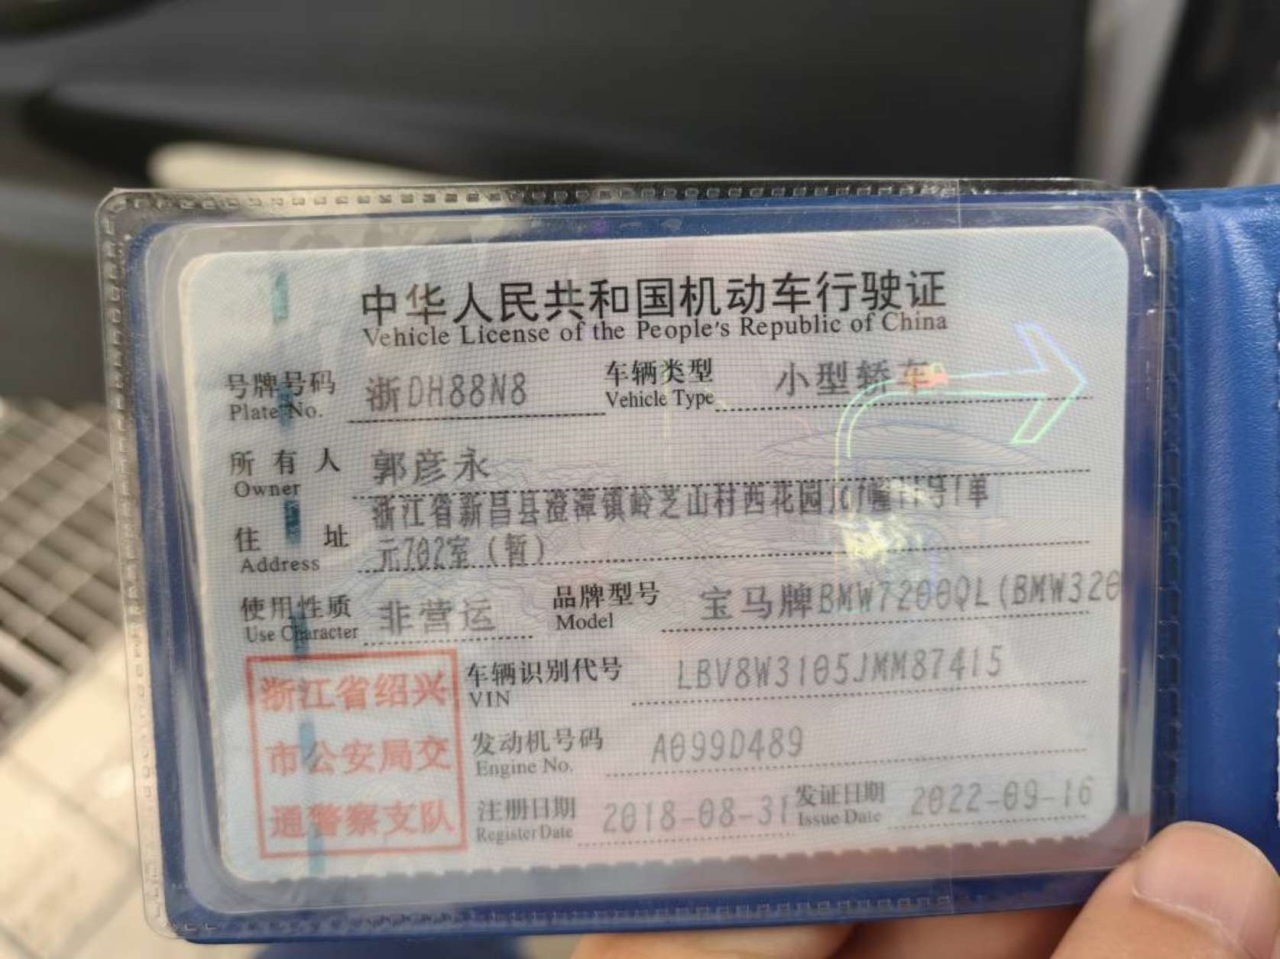 中华人民共和国机动车行驶证
Vehicle License of the People's Republic of China
号牌号码 浙DH88N8 车辆类型 小型轿车
Plate No. Vehicle Type
所有人 郭彦永
Owner
浙江省新昌县澄潭镇岭芝山村西花园 幢11号1单
住址 元702室(暂)
Address
使用性质 非营运 品牌型号 宝马牌BMW7200QL(BMW320
Use Character Model
浙江省绍兴 车辆识别代号 LBV8W3105JMM87415
VIN
市公安局交 发动机号码 A099D489
Engine No.
通警察支队 注册日期 2018-08-31 发证日期 2022-09-16
Register Date Issue Date